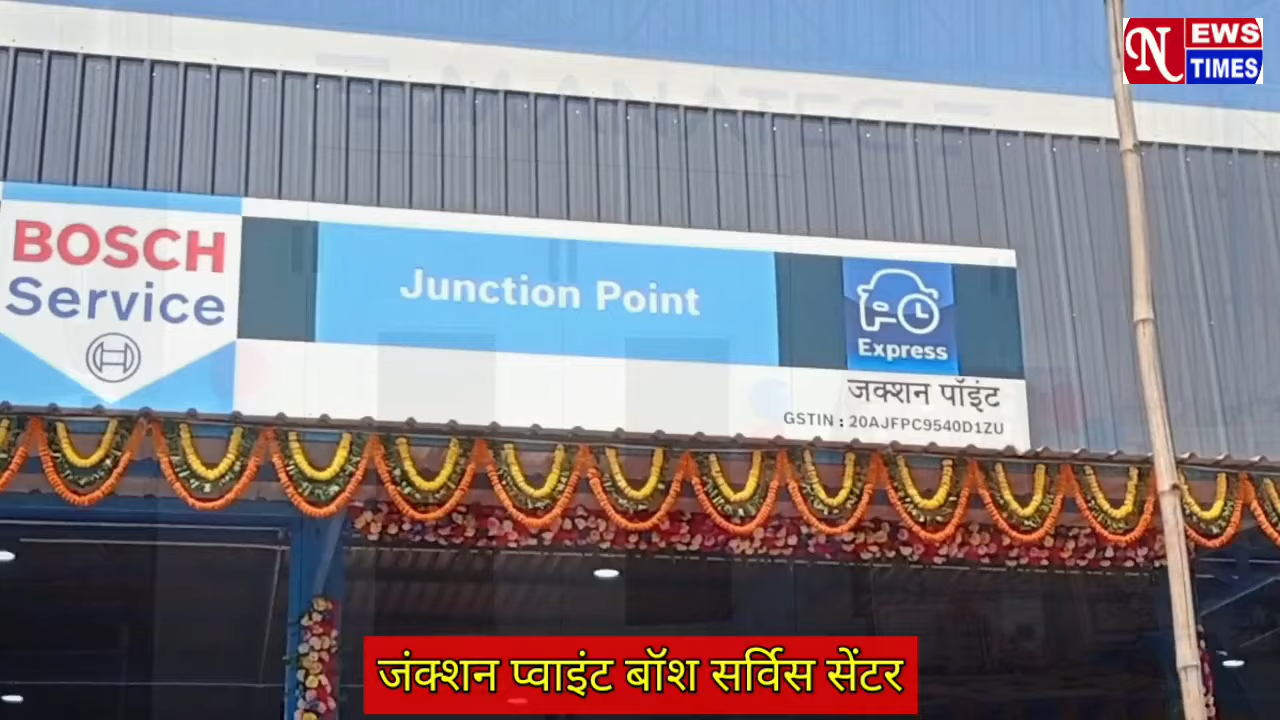 NEWS
TIMES
BOSCH
Service
Junction Point
Express
जक्शन पॉइंट
GSTIN : 20AJFPC9540D1ZU
जंक्शन प्वाइंट बॉश सर्विस सेंटर